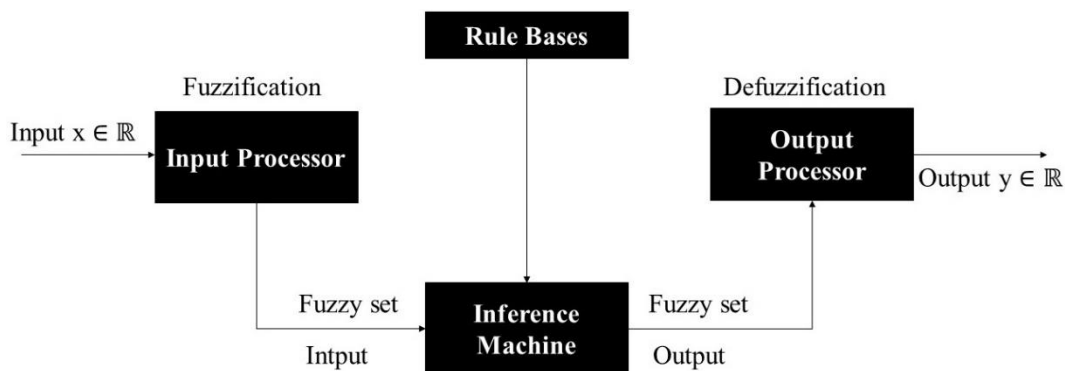 Rule Bases
Fuzzification
Defuzzification
Input x ∈ ℝ
Input Processor
Output
Processor
Output y ∈ ℝ
Fuzzy set
Intput
Inference
Machine
Fuzzy set
Output